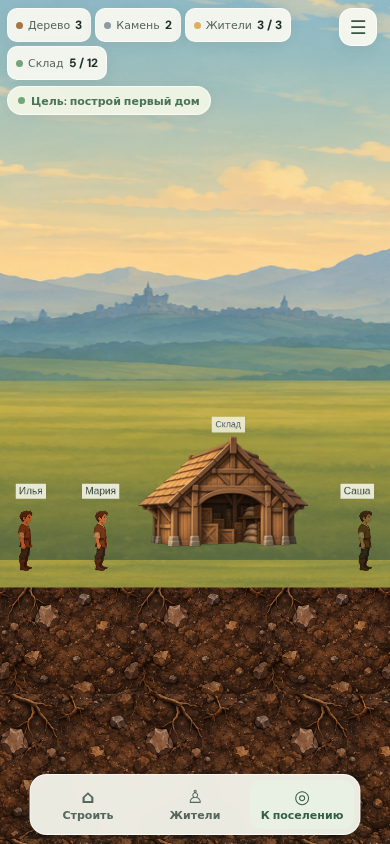 Дерево 3
Камень 2
Жители 3 / 3
Склад 5 / 12
Цель: построй первый дом
Склад
Илья
Мария
Саша
Строить
Жители
К поселению